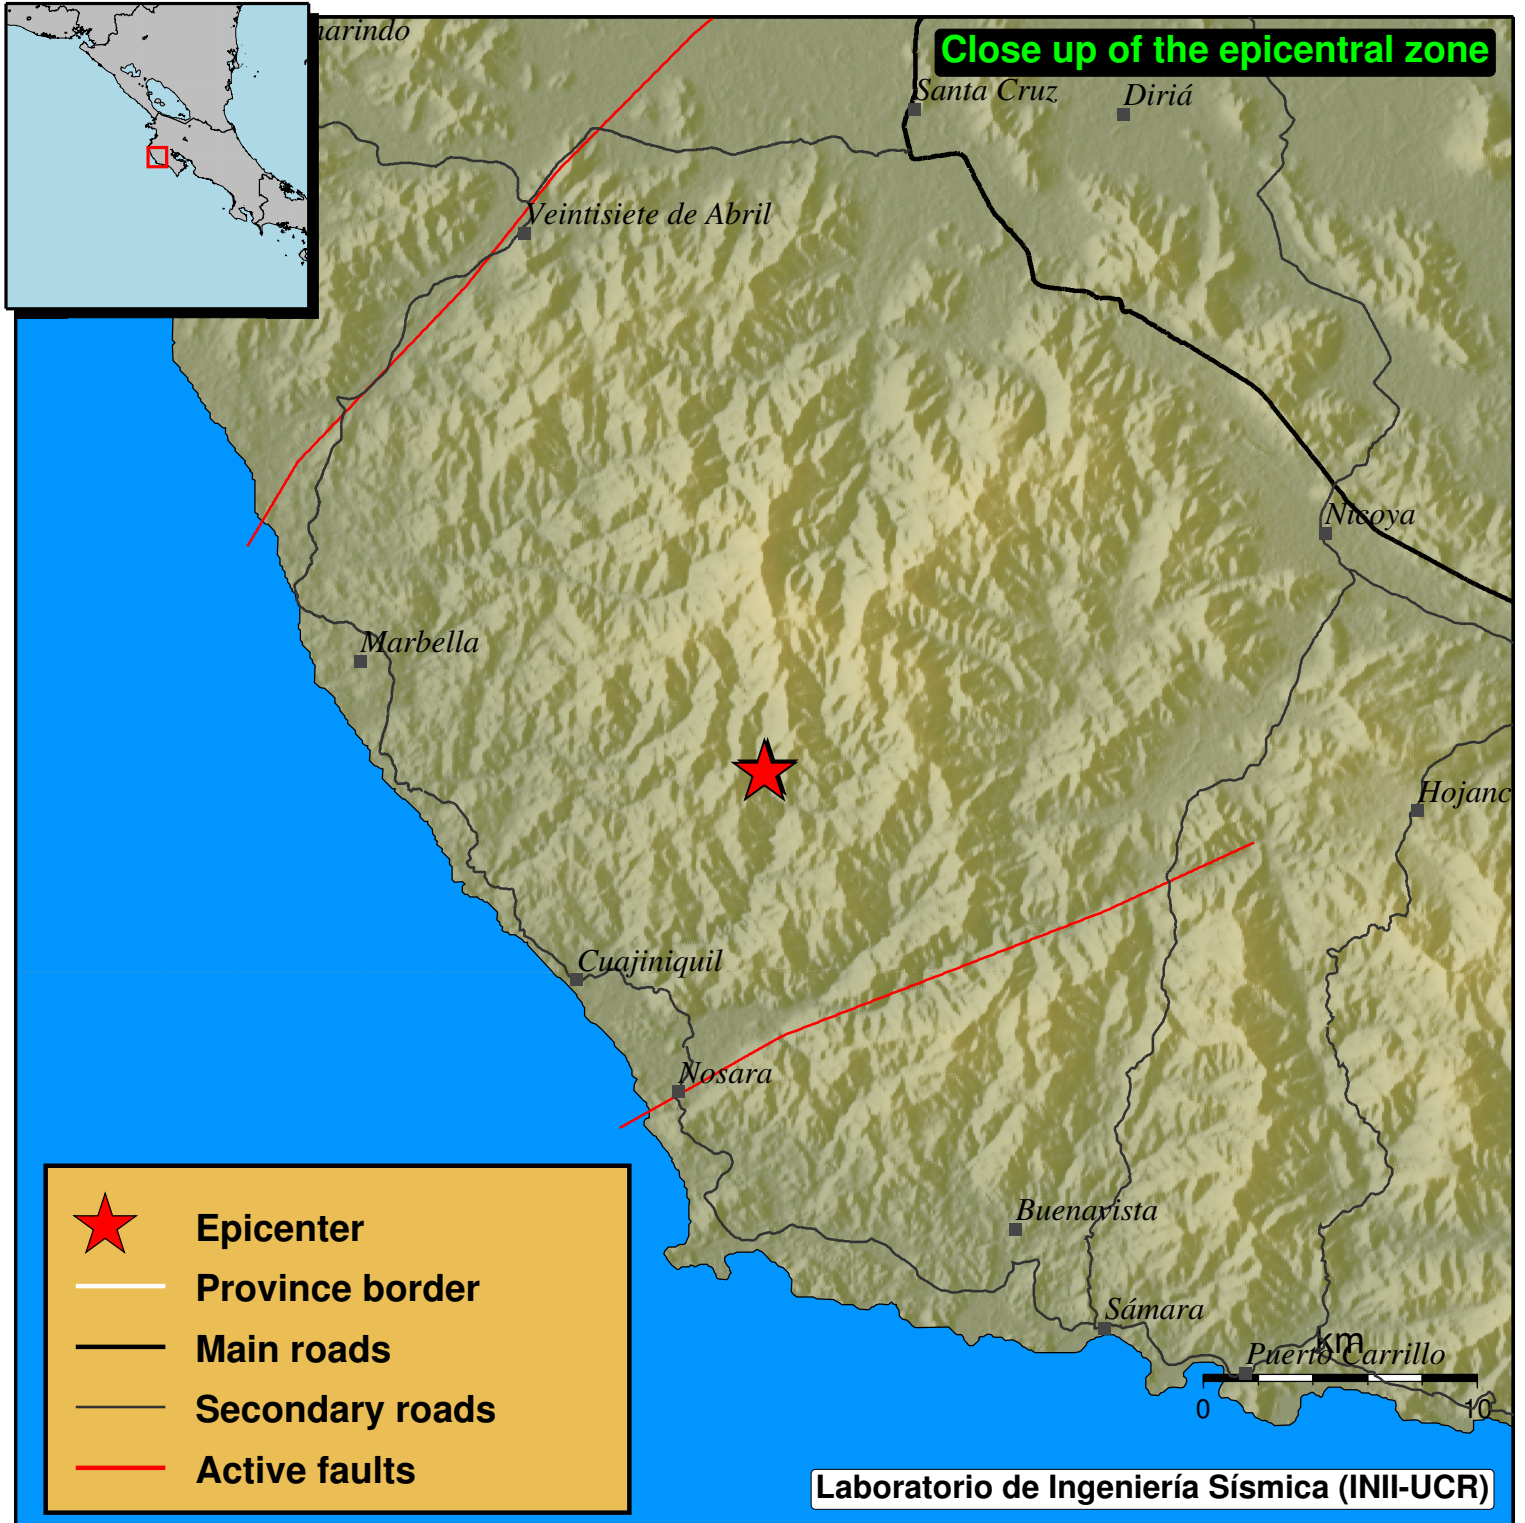 Close up of the epicentral zone
Santa Cruz
Diriá
Veintisiete de Abril
Nicoya
Marbella
Hojanc
Cuajiniquil
Nosara
Buenavista
Sámara
km
Puerto Carrillo
0 10
Epicenter
Province border
Main roads
Secondary roads
Active faults
Laboratorio de Ingeniería Sísmica (INII-UCR)